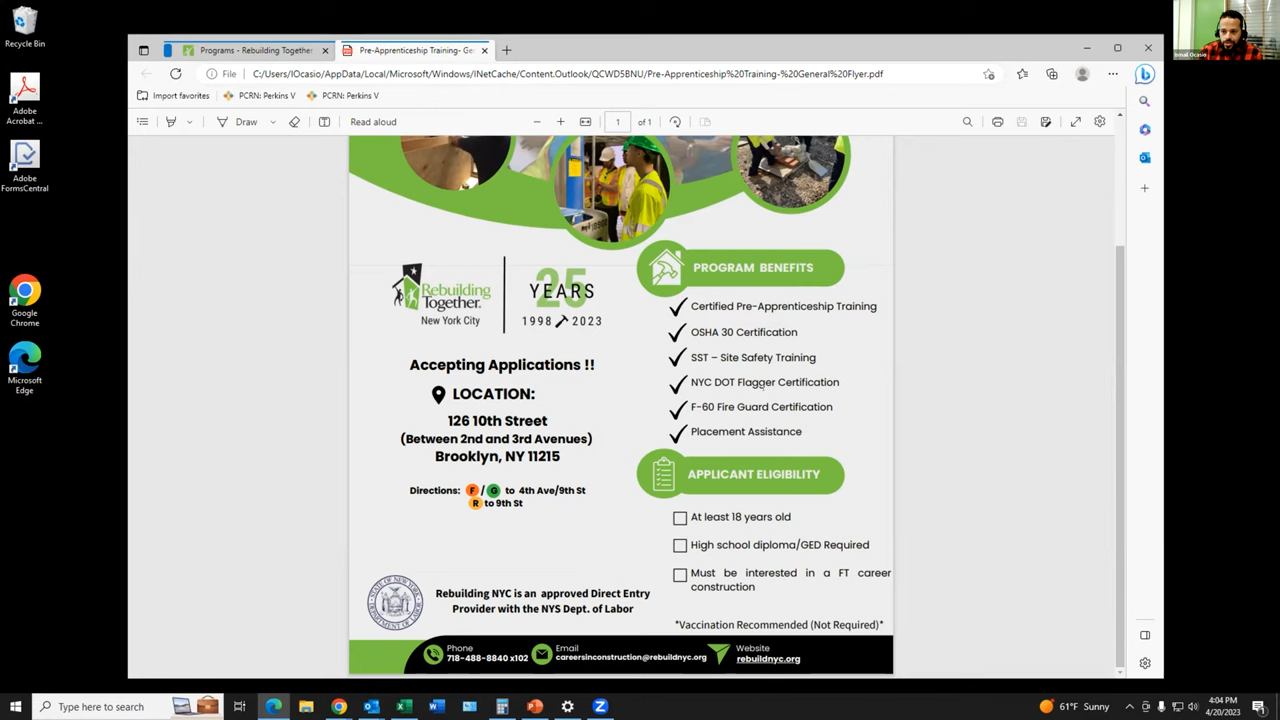 Recycle Bin
Adobe
Acrobat ...
Adobe
FormsCentral
Google
Chrome
Microsoft
Edge
Programs - Rebuilding Together
Pre-Apprenticeship Training- Ge
File
C:/Users/IOcasio/AppData/Local/Microsoft/Windows/INetCache/Content.Outlook/QCWD5BNU/Pre-Apprenticeship%20Training-%20General%20Flyer.pdf
Import favorites
PCRN: Perkins V
PCRN: Perkins V
Draw
Read aloud
1
of 1
Ismail Ocasio
Rebuilding
Together.
New York City
25
YEARS
1998 2023
Accepting Applications !!
LOCATION:
126 10th Street
(Between 2nd and 3rd Avenues)
Brooklyn, NY 11215
Directions: F / G to 4th Ave/9th St
R to 9th St
Rebuilding NYC is an approved Direct Entry
Provider with the NYS Dept. of Labor
PROGRAM BENEFITS
Certified Pre-Apprenticeship Training
OSHA 30 Certification
SST – Site Safety Training
NYC DOT Flagger Certification
F-60 Fire Guard Certification
Placement Assistance
APPLICANT ELIGIBILITY
At least 18 years old
High school diploma/GED Required
Must be interested in a FT career
construction
*Vaccination Recommended (Not Required)*
Phone
718-488-8840 x102
Email
careersinconstruction@rebuildnyc.org
Website
rebuildnyc.org
Type here to search
61°F Sunny
4:04 PM
4/20/2023